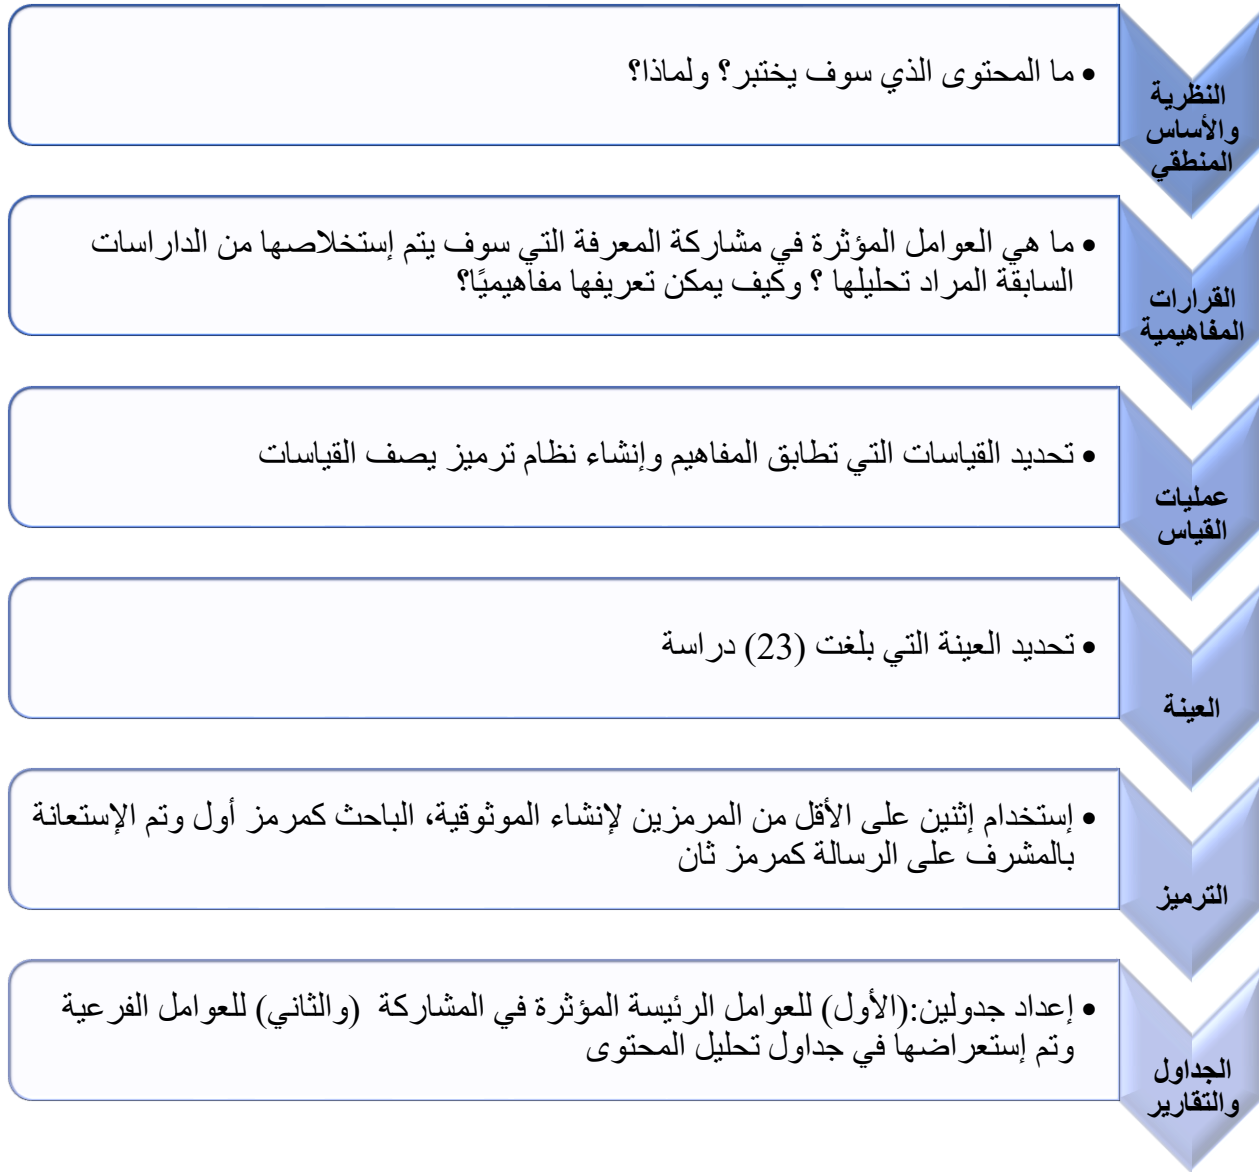 النظرية
والأساس
المنطقي
• ما المحتوى الذي سوف يختبر؟ ولماذا؟
القرارات
المفاهيمية
• ما هي العوامل المؤثرة في مشاركة المعرفة التي سوف يتم إستخلاصها من الداراسات
السابقة المراد تحليلها ؟ وكيف يمكن تعريفها مفاهيميًا؟
عمليات
القياس
• تحديد القياسات التي تطابق المفاهيم وإنشاء نظام ترميز يصف القياسات
العينة
• تحديد العينة التي بلغت (23) دراسة
الترميز
• إستخدام إثنين على الأقل من المرمزين لإنشاء الموثوقية، الباحث كمرمز أول وتم الإستعانة
بالمشرف على الرسالة كمرمز ثان
الجداول
والتقارير
• إعداد جدولين:(الأول) للعوامل الرئيسة المؤثرة في المشاركة (والثاني) للعوامل الفرعية
وتم إستعراضها في جداول تحليل المحتوى